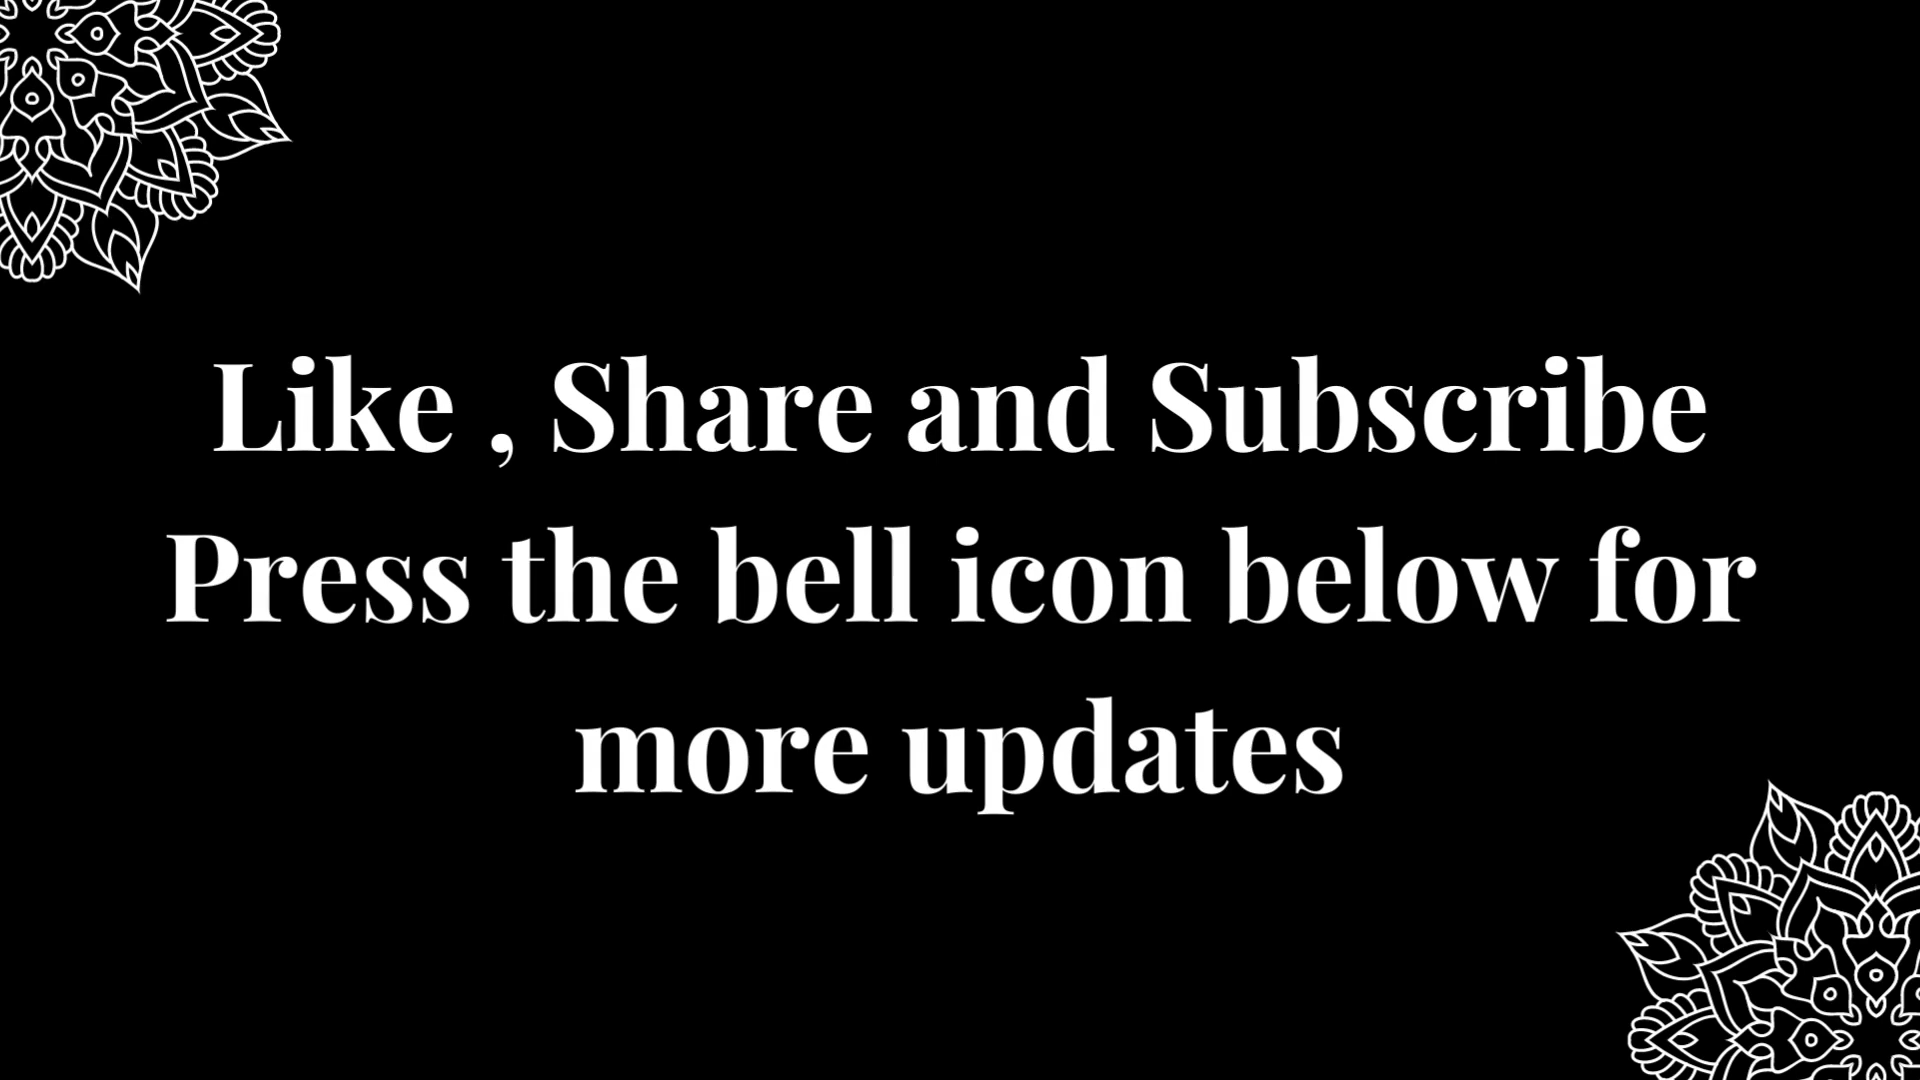 Like , Share and Subscribe
Press the bell icon below for
more updates